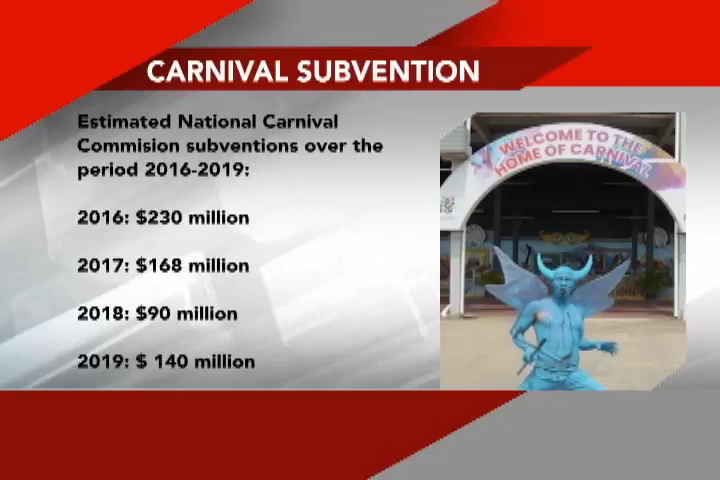 CARNIVAL SUBVENTION
Estimated National Carnival
Commision subventions over the
period 2016-2019:
2016: $230 million
2017: $168 million
2018: $90 million
2019: $ 140 million
WELCOME TO THE
HOME OF CARNIVAL